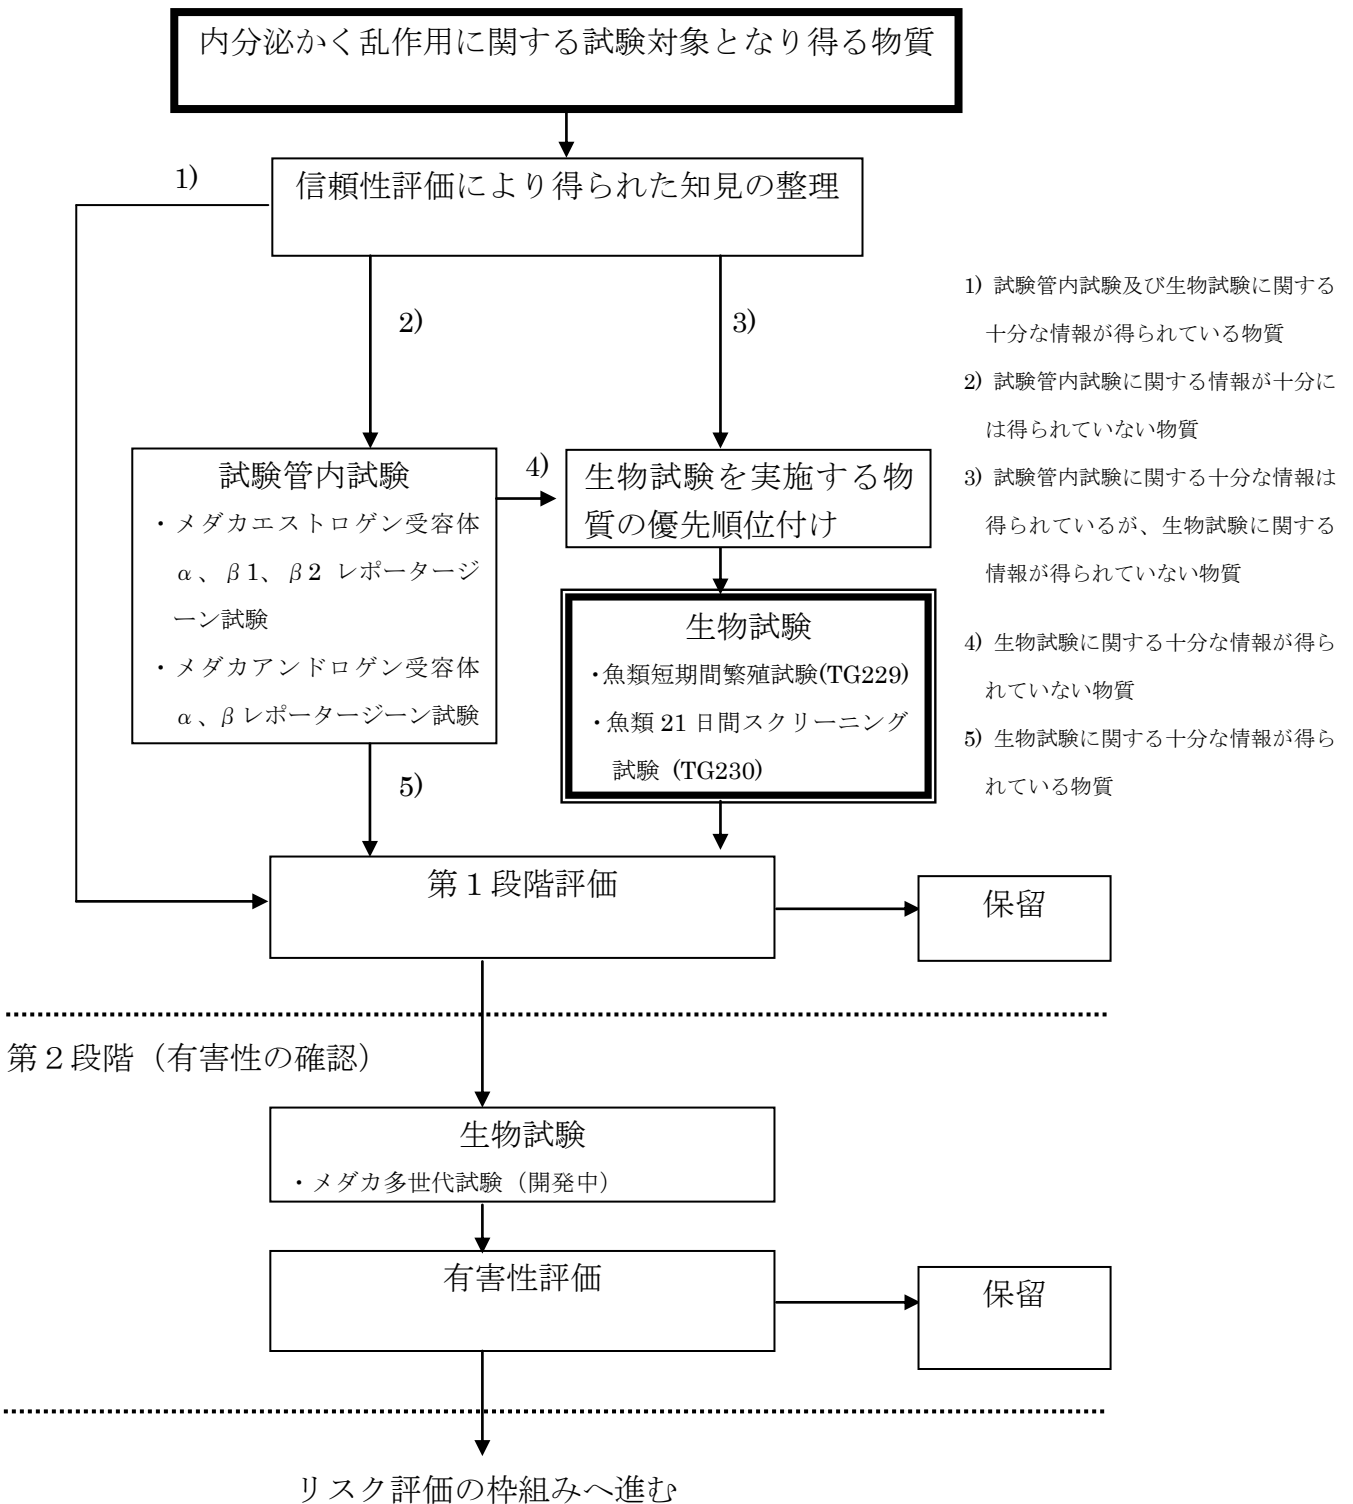 内分泌かく乱作用に関する試験対象となり得る物質
1)
信頼性評価により得られた知見の整理
2)
3)
1) 試験管内試験及び生物試験に関する
十分な情報が得られている物質
2) 試験管内試験に関する情報が十分に
は得られていない物質
3) 試験管内試験に関する十分な情報は
得られているが、生物試験に関する
情報が得られていない物質
4) 生物試験に関する十分な情報が得ら
れていない物質
5) 生物試験に関する十分な情報が得ら
れている物質
試験管内試験
・メダカエストロゲン受容体
α、β1、β2 レポータージ
ーン試験
・メダカアンドロゲン受容体
α、βレポータージーン試験
4)
生物試験を実施する物
質の優先順位付け
生物試験
・魚類短期間繁殖試験(TG229)
・魚類 21 日間スクリーニング
試験 (TG230)
5)
第1段階評価
保留
第2段階（有害性の確認）
生物試験
・メダカ多世代試験（開発中）
有害性評価
保留
リスク評価の枠組みへ進む